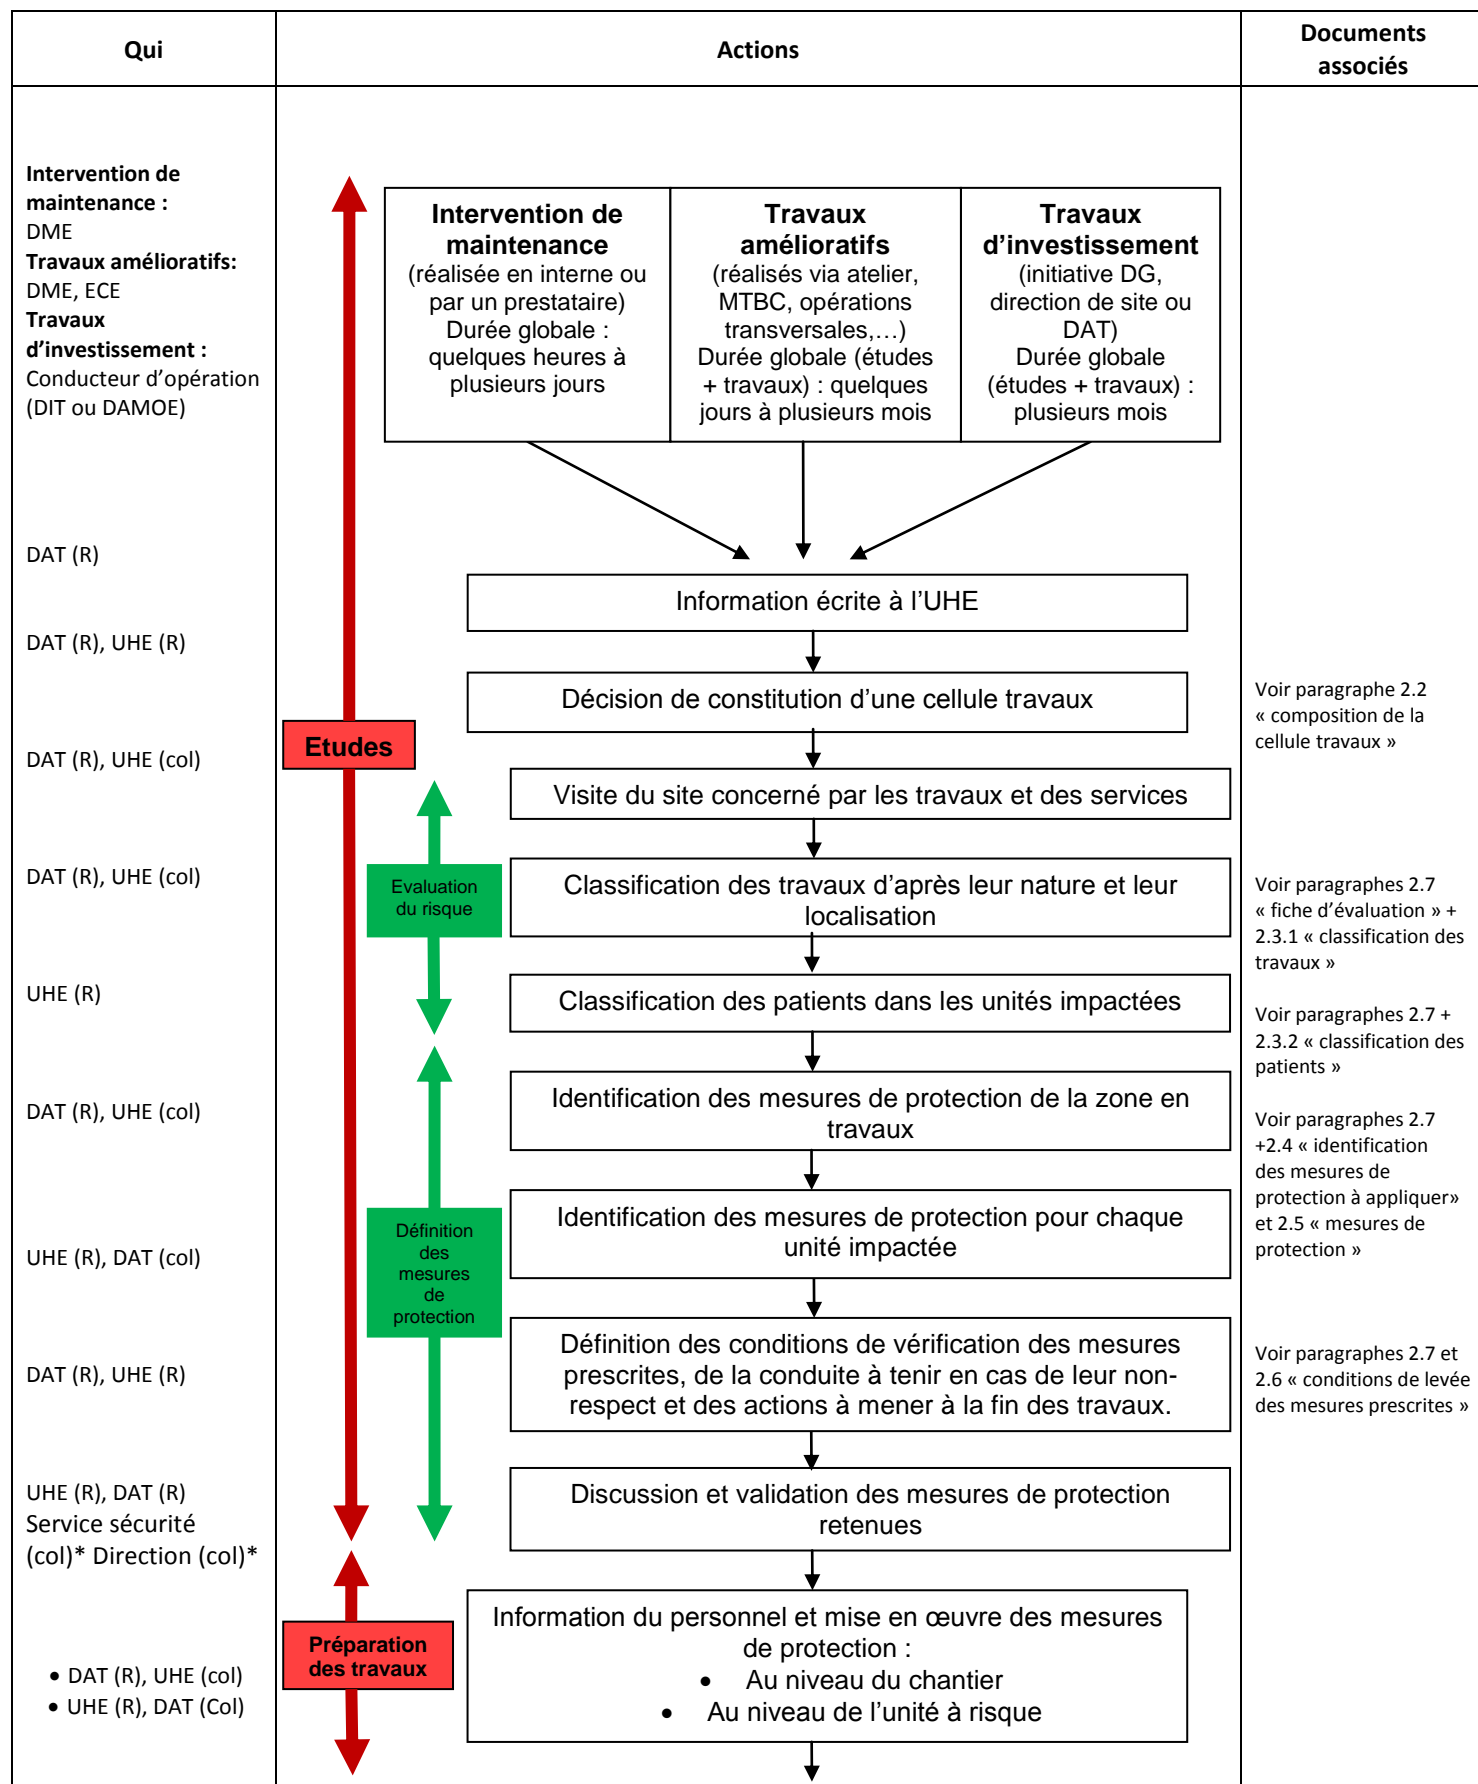 Qui
Actions
Documents
associés
Intervention de
maintenance :
DME
Travaux amélioratifs:
DME, ECE
Travaux
d’investissement :
Conducteur d’opération
(DIT ou DAMOE)
Intervention de
maintenance
(réalisée en interne ou
par un prestataire)
Durée globale :
quelques heures à
plusieurs jours
Travaux
amélioratifs
(réalisés via atelier,
MTBC, opérations
transversales,…)
Durée globale (études
+ travaux) : quelques
jours à plusieurs mois
Travaux
d’investissement
(initiative DG,
direction de site ou
DAT)
Durée globale
(études + travaux) :
plusieurs mois
DAT (R)
Information écrite à l’UHE
DAT (R), UHE (R)
Décision de constitution d’une cellule travaux
Voir paragraphe 2.2
« composition de la
cellule travaux »
Etudes
DAT (R), UHE (col)
Visite du site concerné par les travaux et des services
DAT (R), UHE (col)
Evaluation
du risque
Classification des travaux d’après leur nature et leur
localisation
Voir paragraphes 2.7
« fiche d’évaluation » +
2.3.1 « classification des
travaux »
UHE (R)
Classification des patients dans les unités impactées
Voir paragraphes 2.7 +
2.3.2 « classification des
patients »
DAT (R), UHE (col)
Identification des mesures de protection de la zone en
travaux
Voir paragraphes 2.7
+2.4 « identification
des mesures de
protection à appliquer»
et 2.5 « mesures de
protection »
Définition
des
mesures
de
protection
UHE (R), DAT (col)
Identification des mesures de protection pour chaque
unité impactée
DAT (R), UHE (R)
Définition des conditions de vérification des mesures
prescrites, de la conduite à tenir en cas de leur non-
respect et des actions à mener à la fin des travaux.
Voir paragraphes 2.7 et
2.6 « conditions de levée
des mesures prescrites »
UHE (R), DAT (R)
Service sécurité
(col)* Direction (col)*
Discussion et validation des mesures de protection
retenues
Préparation
des travaux
• DAT (R), UHE (col)
• UHE (R), DAT (Col)
Information du personnel et mise en œuvre des mesures
de protection :
• Au niveau du chantier
• Au niveau de l’unité à risque